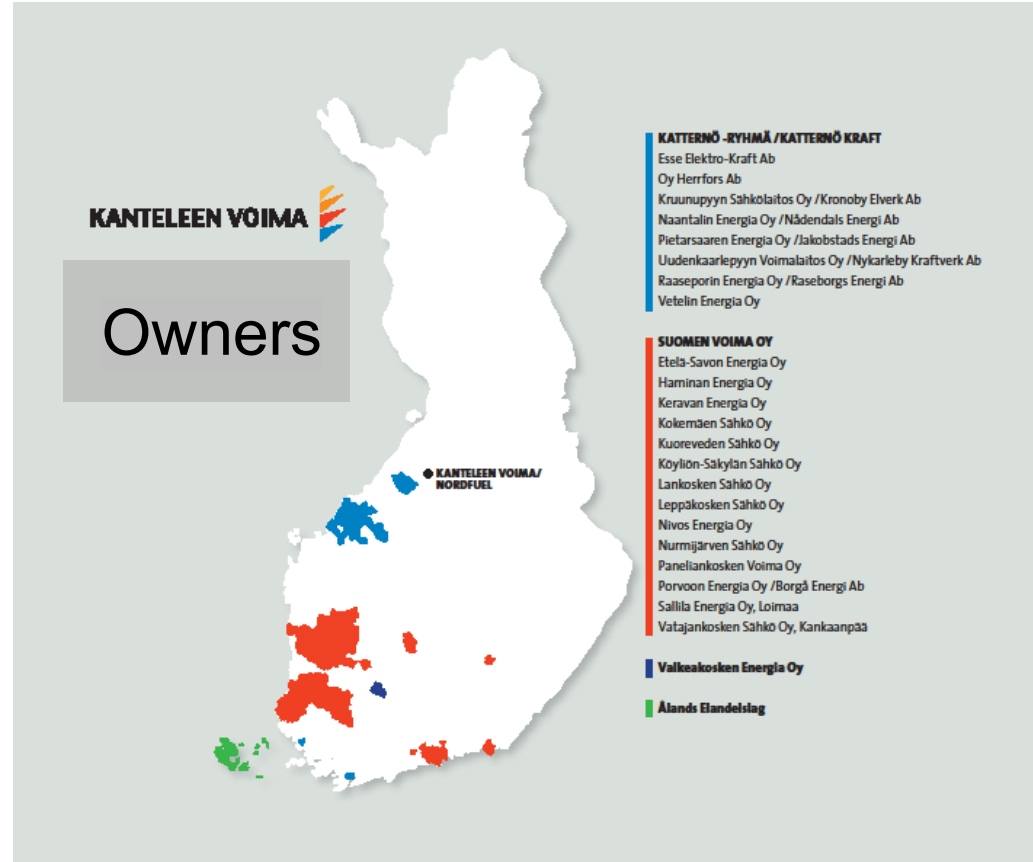 KANTELEEN VOIMA
Owners
KANTELEEN VOIMA/
NORDFUEL
KATTERNÖ -RYHMÄ /KATTERNÖ KRAFT
Esse Elektro-Kraft Ab
Oy Herrfors Ab
Kruunupyyn Sähkölaitos Oy /Kronoby Elverk Ab
Naantalin Energia Oy /Nådendals Energi Ab
Pietarsaaren Energia Oy /Jakobstads Energi Ab
Uudenkaarlepyyn Voimalaitos Oy /Nykarleby Kraftverk Ab
Raaseporin Energia Oy /Raseborgs Energi Ab
Vetelin Energia Oy
SUOMEN VOIMA OY
Etelä-Savon Energia Oy
Haminan Energia Oy
Keravan Energia Oy
Kokemäen Sähkö Oy
Kuoreveden Sähkö Oy
Köyliön-Säkylän Sähkö Oy
Lankosken Sähkö Oy
Leppäkosken Sähkö Oy
Nivos Energia Oy
Nurmijärven Sähkö Oy
Paneliankosken Voima Oy
Porvoon Energia Oy /Borgå Energi Ab
Sallila Energia Oy, Loimaa
Vatajankosken Sähkö Oy, Kankaanpää
Valkeakosken Energia Oy
Ålands Elandelslag